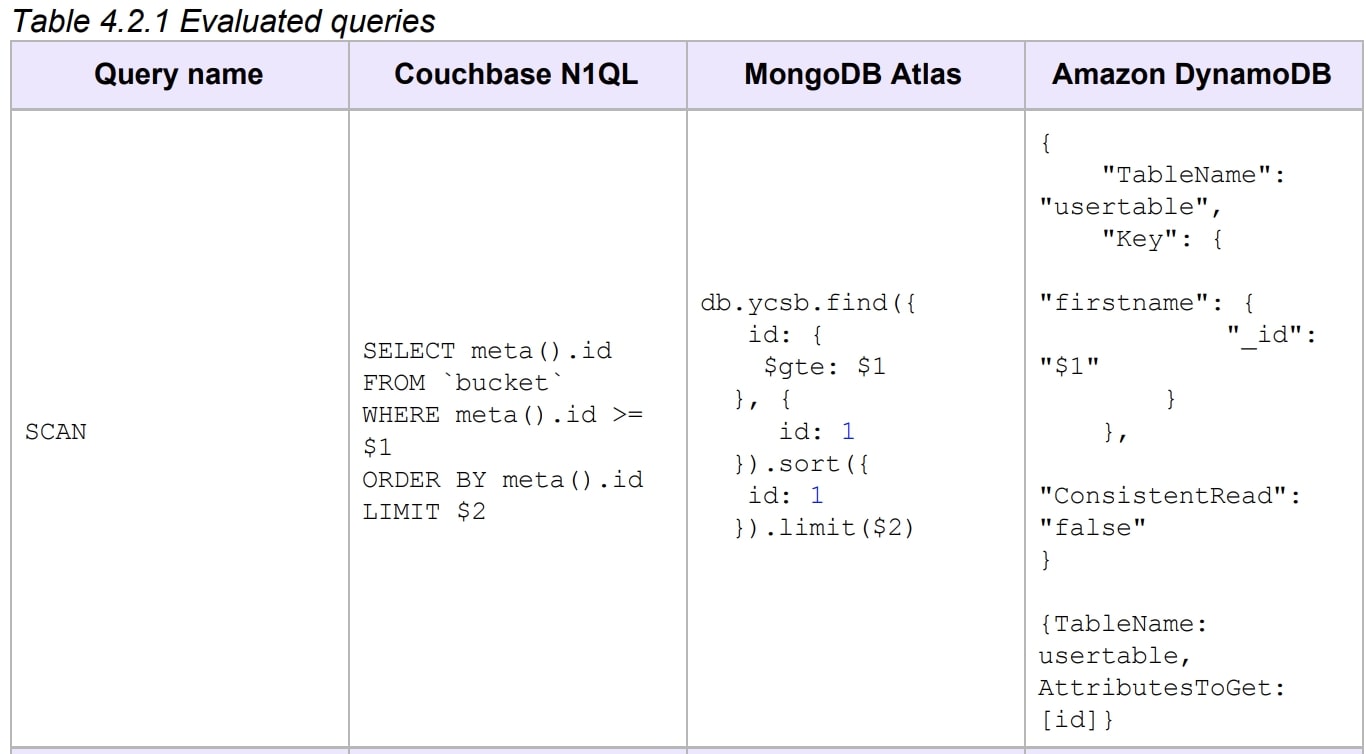 Table 4.2.1 Evaluated queries
Query name
Couchbase N1QL
MongoDB Atlas
Amazon DynamoDB
SCAN
SELECT meta().id
FROM `bucket`
WHERE meta().id >=
$1
ORDER BY meta().id
LIMIT $2
db.ycsb.find({
id: {
$gte: $1
}, {
id: 1
}).sort({
id: 1
}).limit($2)
{
"TableName":
"usertable",
"Key": {
"firstname": {
"_id":
"$1"
}
},
"ConsistentRead":
"false"
}
{TableName:
usertable,
AttributesToGet:
[id]}